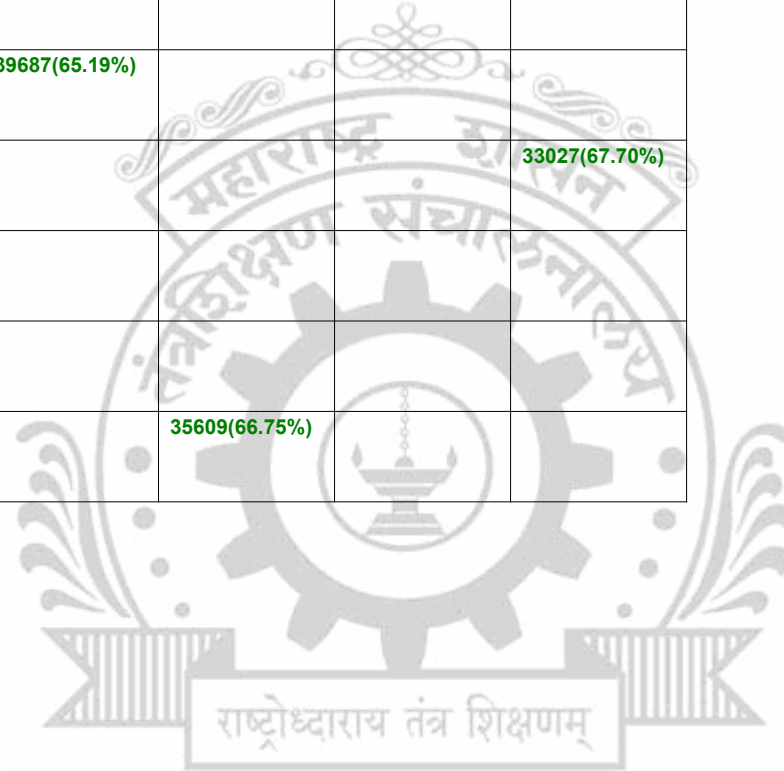 39687(65.19%)
33027(67.70%)
35609(66.75%)
महाराष्ट्र शासन
तंत्रशिक्षण संचालनालय
राष्ट्रोध्दाराय तंत्र शिक्षणम्